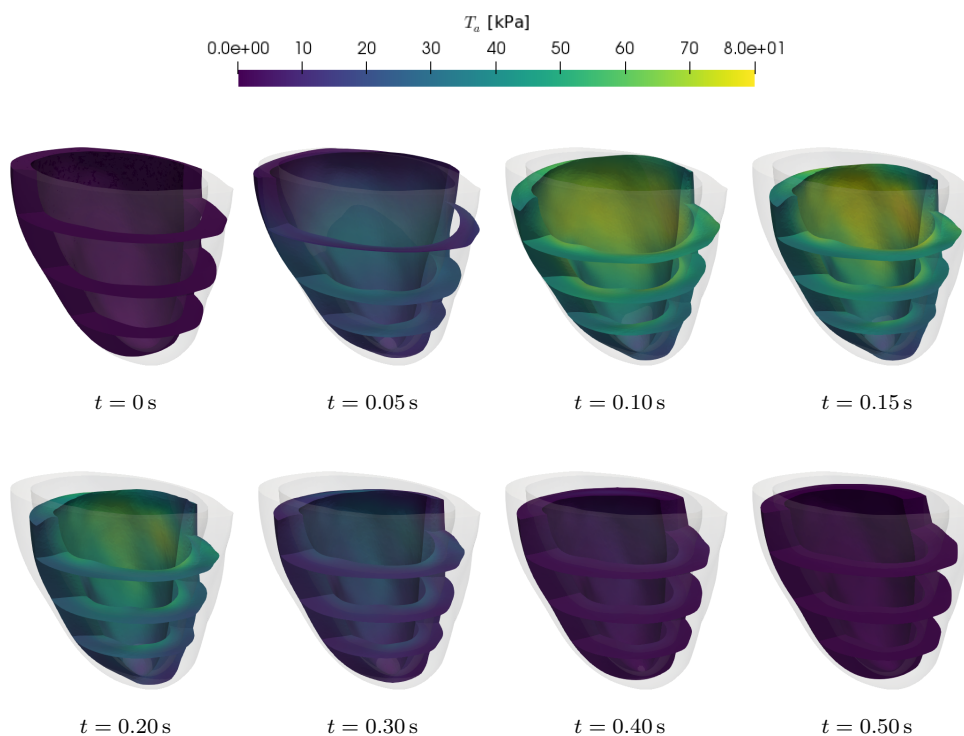 Tₐ [kPa]
0.0e+00 10 20 30 40 50 60 70 8.0e+01
t = 0 s t = 0.05 s t = 0.10 s t = 0.15 s
t = 0.20 s t = 0.30 s t = 0.40 s t = 0.50 s